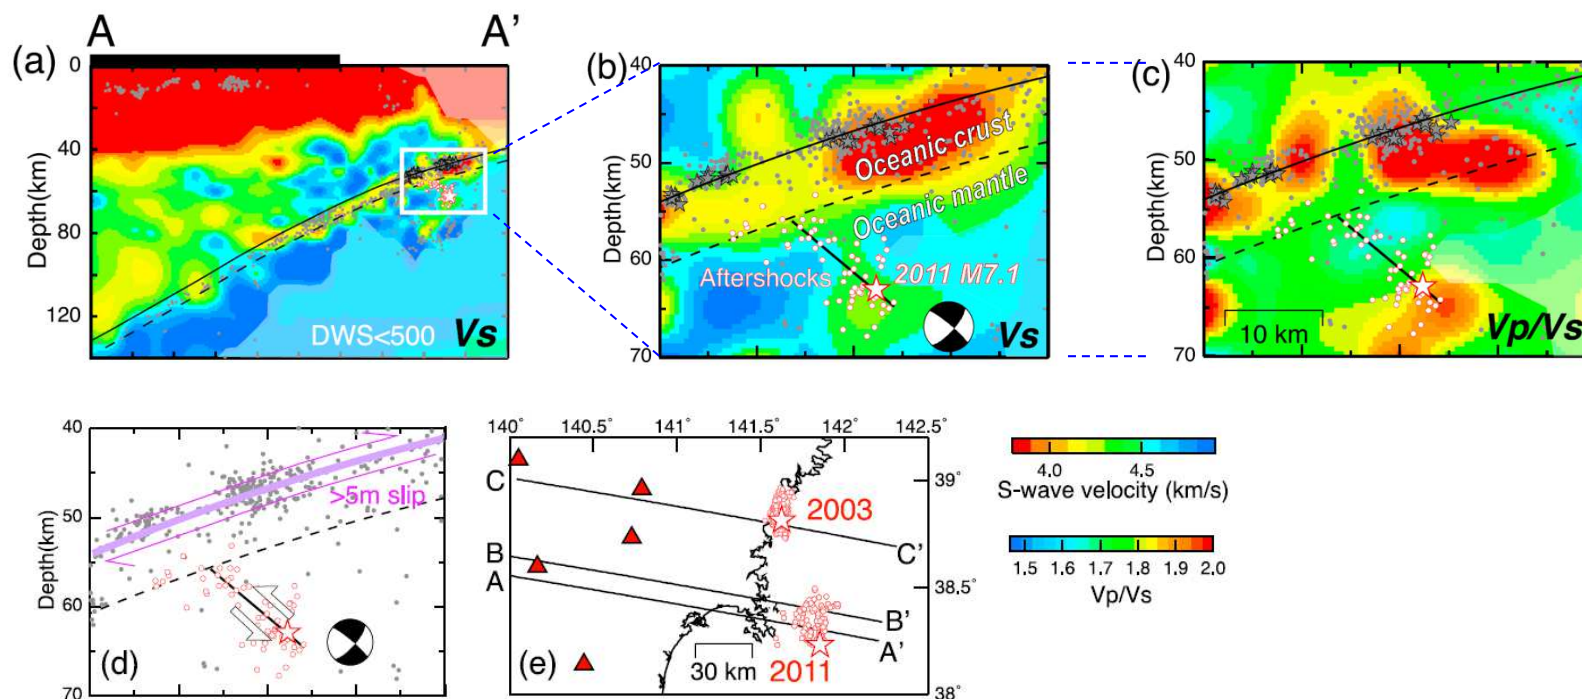 A A’
(a)
0
40
80
120
Depth(km)
DWS<500 Vs
(b)
40
50
60
70
Depth(km)
Oceanic crust
Oceanic mantle
Aftershocks
2011 M7.1
Vs
(c)
40
50
60
70
Depth(km)
10 km
Vp/Vs
(d)
40
50
60
70
Depth(km)
>5m slip
(e)
140˚ 140.5˚ 141˚ 141.5˚ 142˚ 142.5˚
39˚
38.5˚
38˚
C
C’
B
B’
A
A’
2003
2011
30 km
4.0 4.5
S-wave velocity (km/s)
1.5 1.6 1.7 1.8 1.9 2.0
Vp/Vs